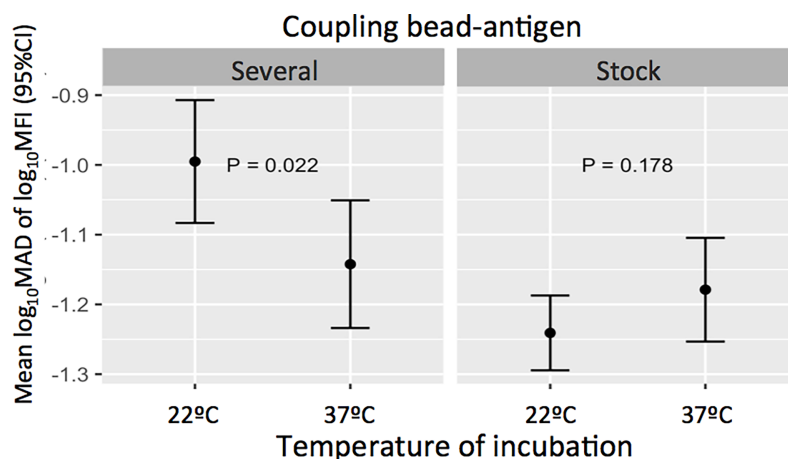 Coupling bead-antigen
Several
Stock
Mean log₁₀MAD of log₁₀MFI (95%CI)
-0.9
-1.0
-1.1
-1.2
-1.3
P = 0.022
P = 0.178
22ºC
37ºC
22ºC
37ºC
Temperature of incubation